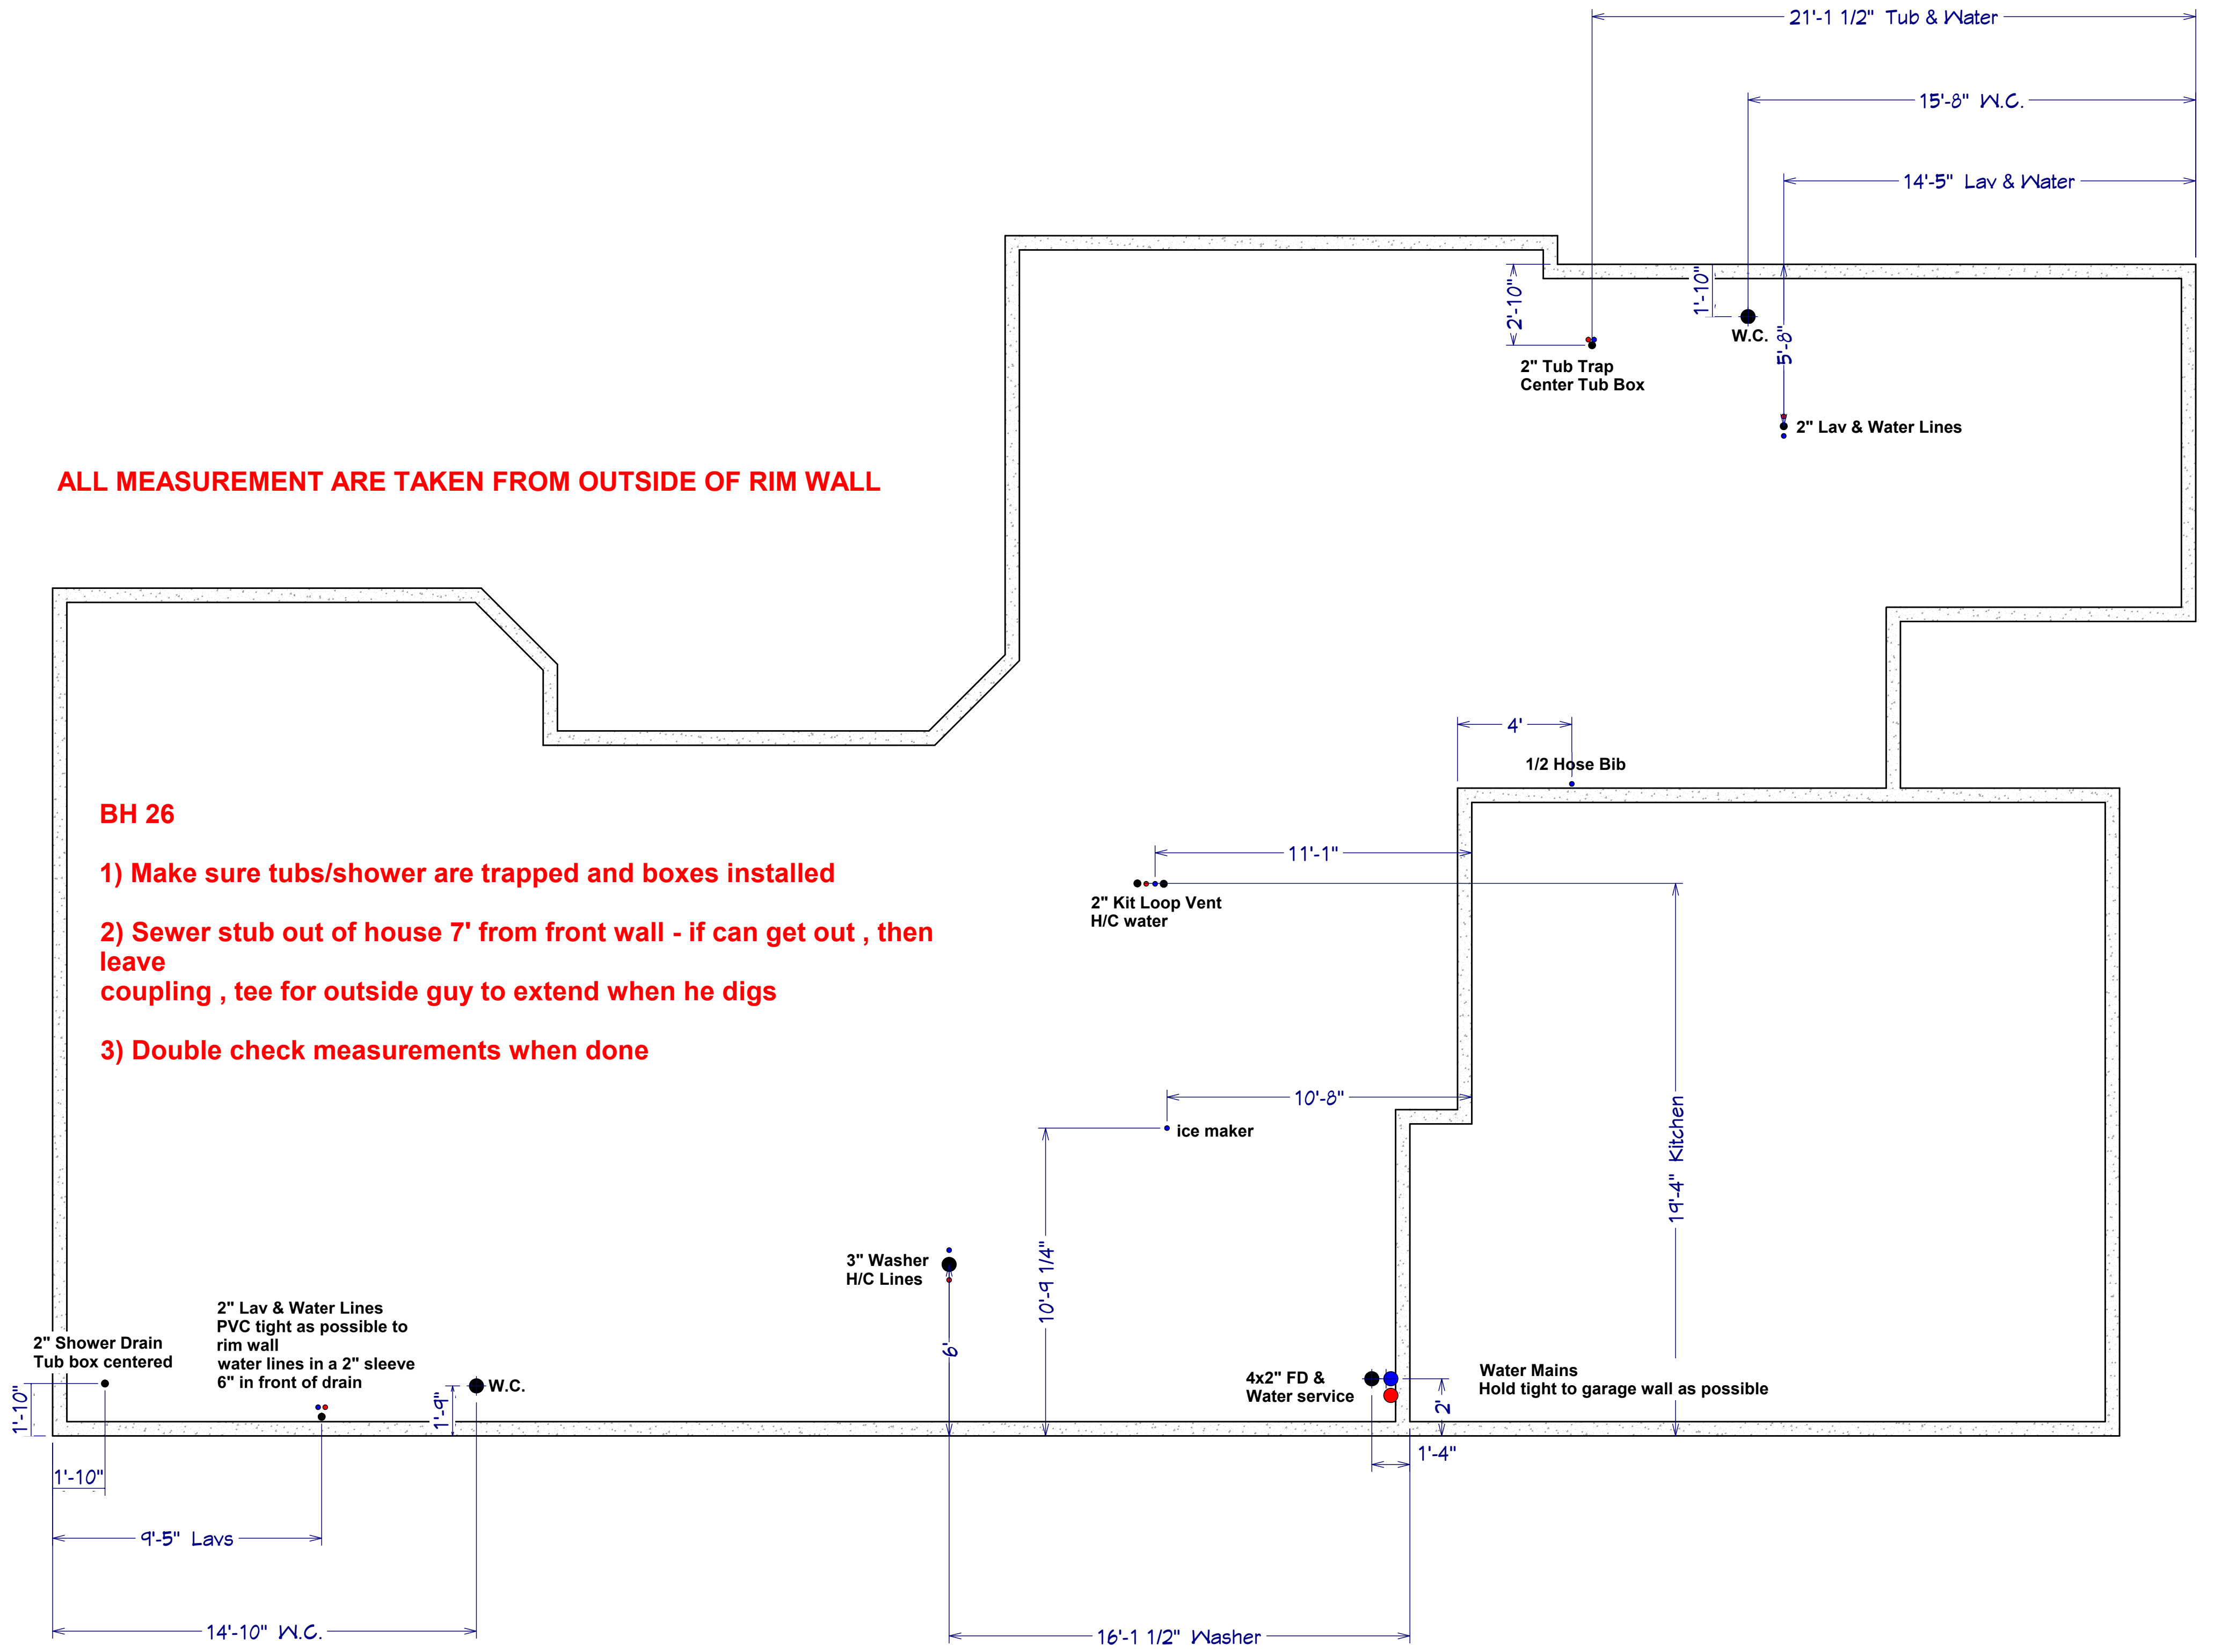 21'-1 1/2" Tub & Water
15'-8" W.C.
14'-5" Lav & Water
2'-10"
1'-10"
W.C.
5'-8"
2" Tub Trap
Center Tub Box
2" Lav & Water Lines
ALL MEASUREMENT ARE TAKEN FROM OUTSIDE OF RIM WALL
4'
1/2 Hose Bib
BH 26
1) Make sure tubs/shower are trapped and boxes installed
2) Sewer stub out of house 7' from front wall - if can get out , then
leave
coupling , tee for outside guy to extend when he digs
3) Double check measurements when done
11'-1"
2" Kit Loop Vent
H/C water
10'-8"
ice maker
19'-4" Kitchen
10'-9 1/4"
3" Washer
H/C Lines
6'
2" Lav & Water Lines
PVC tight as possible to
rim wall
water lines in a 2" sleeve
6" in front of drain
2" Shower Drain
Tub box centered
1'-10"
W.C.
1'-9"
4x2" FD &
Water service
Water Mains
Hold tight to garage wall as possible
2'
1'-4"
1'-10"
9'-5" Lavs
14'-10" W.C.
16'-1 1/2" Washer